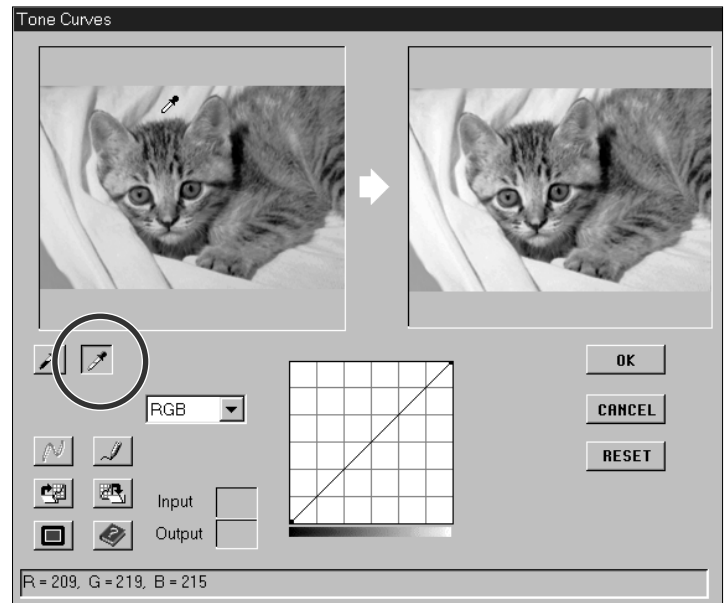 Tone Curves
OK
RGB
CANCEL
RESET
Input
Output
R = 209, G = 219, B = 215